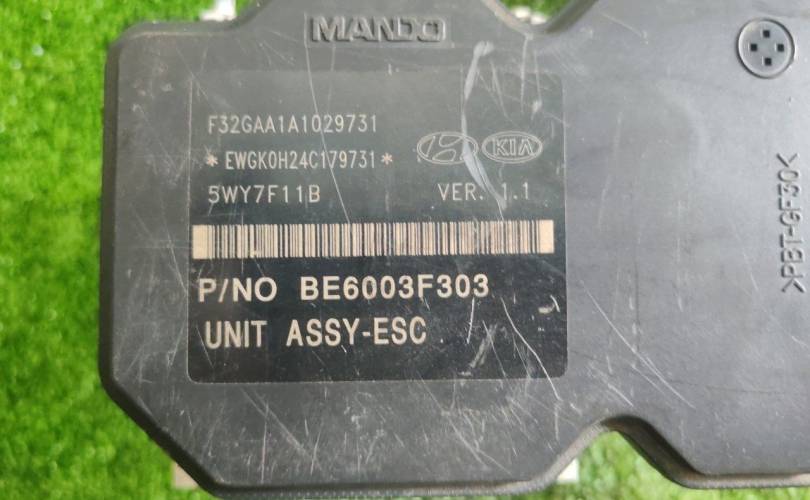 MANDO
F32GAA1A1029731
*EWGK0H24C179731*
KIA
5WY7F11B VER. 1.1
P/NO BE6003F303
UNIT ASSY-ESC
>PBT-GF30<